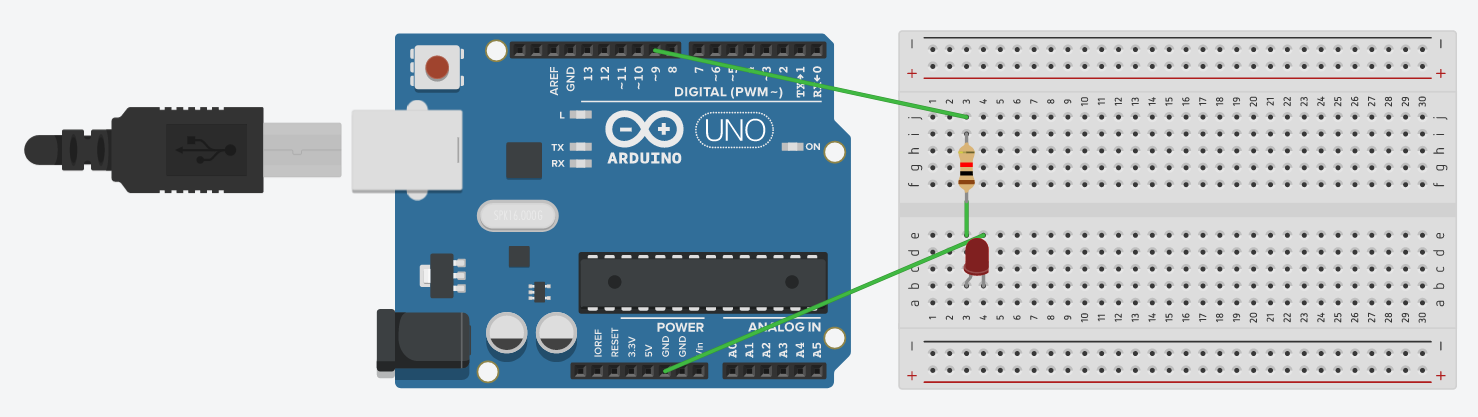 AREF
GND
13
12
~11
~10
~9
8
7
~6
~5
~3
2
TX→1
RX←0
DIGITAL (PWM~)
L
TX
RX
ARDUINO
UNO
ON
POWER
ANALOG IN
IOREF
RESET
3.3V
5V
GND
GND
Vin
A0
A1
A2
A3
A4
A5
1 2 3 4 5 6 7 8 9 10 11 12 13 14 15 16 17 18 19 20 21 22 23 24 25 26 27 28 29 30
j j
i i
h h
g g
f f
e e
d d
c c
b b
a a
1 2 3 4 5 6 7 8 9 10 11 12 13 14 15 16 17 18 19 20 21 22 23 24 25 26 27 28 29 30